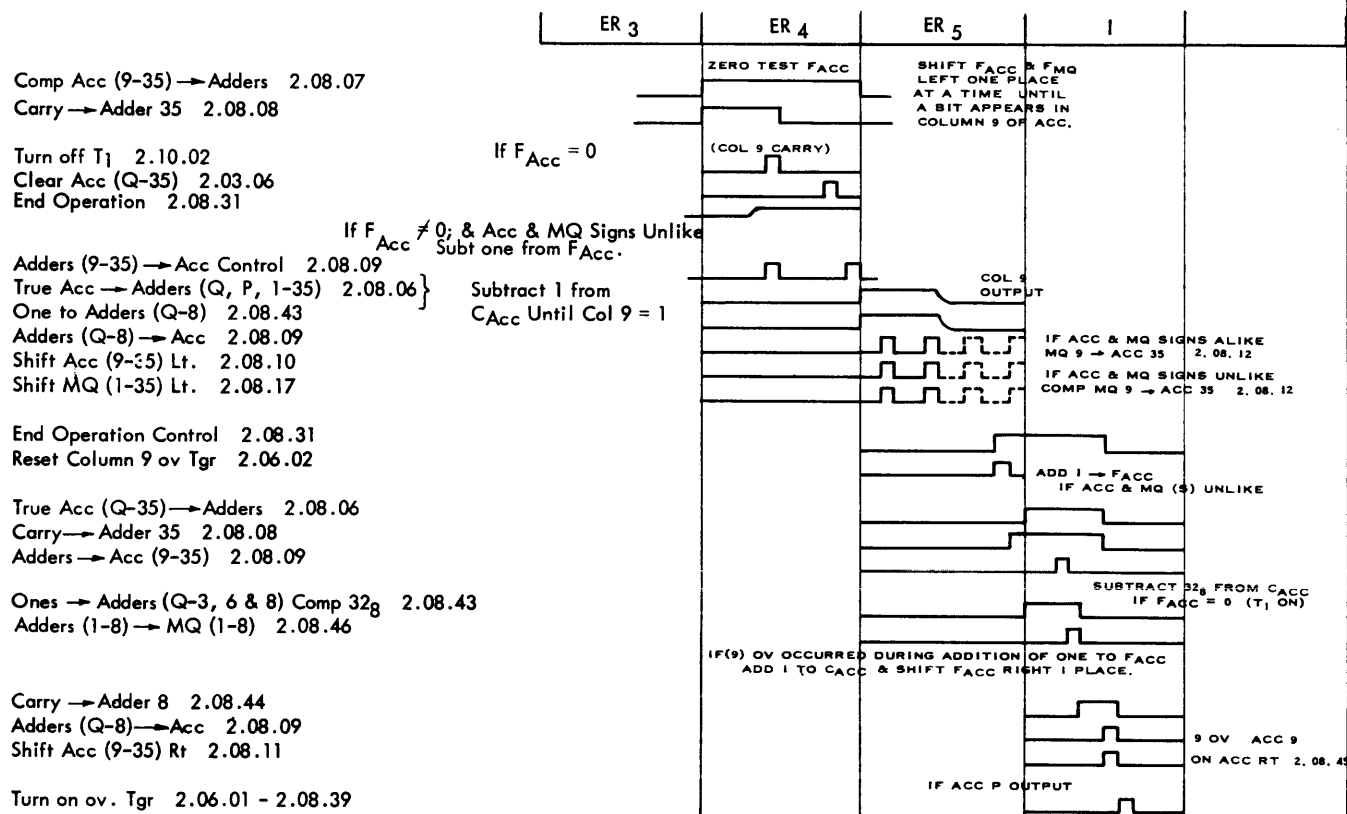 ER 3 ER 4 ER 5 I
ZERO TEST FACC
SHIFT FACC & FMQ
LEFT ONE PLACE
AT A TIME UNTIL
A BIT APPEARS IN
COLUMN 9 OF ACC.
Comp Acc (9-35) → Adders 2.08.07
Carry → Adder 35 2.08.08
If FAcc = 0
(COL 9 CARRY)
Turn off T1 2.10.02
Clear Acc (Q-35) 2.03.06
End Operation 2.08.31
If FAcc ≠ 0; & Acc & MQ Signs Unlike
Subt one from FAcc.
Adders (9-35) → Acc Control 2.08.09
True Acc → Adders (Q, P, 1-35) 2.08.06}
One to Adders (Q-8) 2.08.43
Subtract 1 from
CAcc Until Col 9 = 1
COL 9
OUTPUT
Adders (Q-8) → Acc 2.08.09
Shift Acc (9-35) Lt. 2.08.10
Shift MQ (1-35) Lt. 2.08.17
IF ACC & MQ SIGNS ALIKE
MQ 9 → ACC 35 2.08.12
IF ACC & MQ SIGNS UNLIKE
COMP MQ 9 → ACC 35 2.08.12
End Operation Control 2.08.31
Reset Column 9 ov Tgr 2.06.02
ADD 1 → FACC
IF ACC & MQ (S) UNLIKE
True Acc (Q-35) → Adders 2.08.06
Carry → Adder 35 2.08.08
Adders → Acc (9-35) 2.08.09
SUBTRACT 328 FROM CACC
IF FACC = 0 (T1 ON)
Ones → Adders (Q-3, 6 & 8) Comp 328 2.08.43
Adders (1-8) → MQ (1-8) 2.08.46
IF(9) OV OCCURRED DURING ADDITION OF ONE TO FACC
ADD 1 TO CACC & SHIFT FACC RIGHT 1 PLACE.
Carry → Adder 8 2.08.44
Adders (Q-8) → Acc 2.08.09
Shift Acc (9-35) Rt 2.08.11
9 OV ACC 9
ON ACC RT 2.08.45
IF ACC P OUTPUT
Turn on ov. Tgr 2.06.01 - 2.08.39